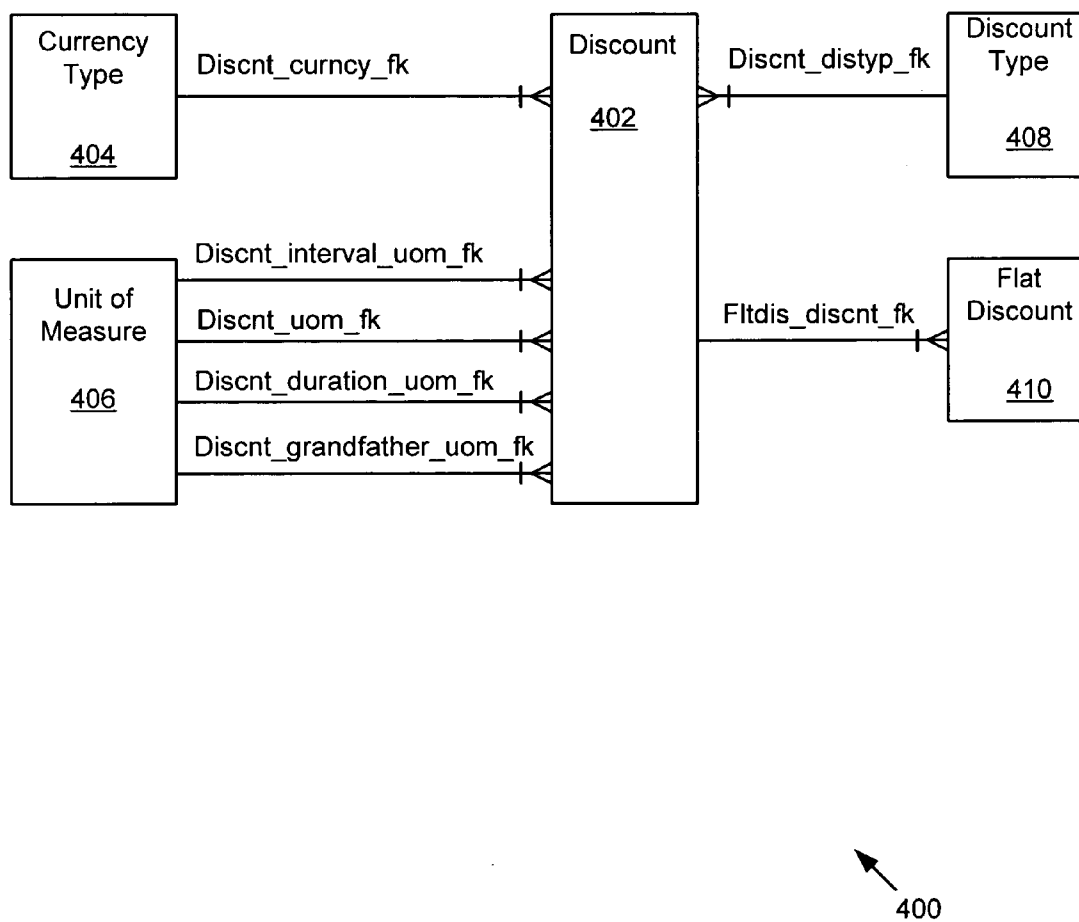 Currency
Type
404
Discnt_curncy_fk
Discount
402
Discnt_distyp_fk
Discount
Type
408
Unit of
Measure
406
Discnt_interval_uom_fk
Discnt_uom_fk
Discnt_duration_uom_fk
Discnt_grandfather_uom_fk
Fltdis_discnt_fk
Flat
Discount
410
400